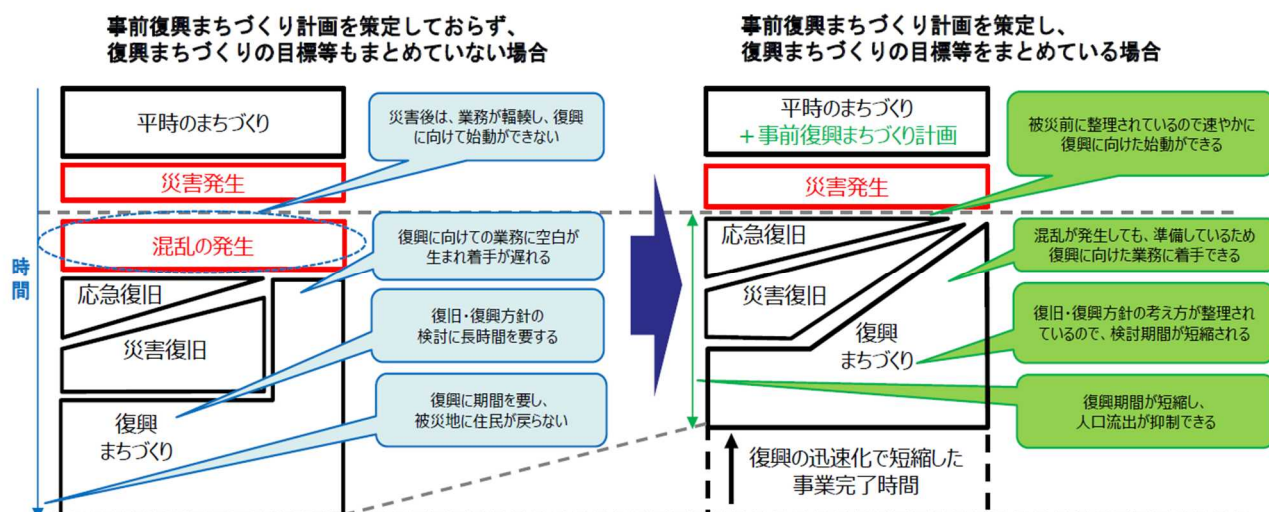 事前復興まちづくり計画を策定しておらず、
復興まちづくりの目標等もまとめていない場合
時間
平時のまちづくり
災害発生
混乱の発生
応急復旧
災害復旧
復興
まちづくり
災害後は、業務が輻輳し、復興
に向けて始動ができない
復興に向けての業務に空白が
生まれ着手が遅れる
復旧・復興方針の
検討に長時間を要する
復興に期間を要し、
被災地に住民が戻らない
事前復興まちづくり計画を策定し、
復興まちづくりの目標等をまとめている場合
平時のまちづくり
+事前復興まちづくり計画
災害発生
応急復旧
災害復旧
復興
まちづくり
復興の迅速化で短縮した
事業完了時間
被災前に整理されているので速やかに
復興に向けた始動ができる
混乱が発生しても、準備しているため
復興に向けた業務に着手できる
復旧・復興方針の考え方が整理され
ているので、検討期間が短縮される
復興期間が短縮し、
人口流出が抑制できる